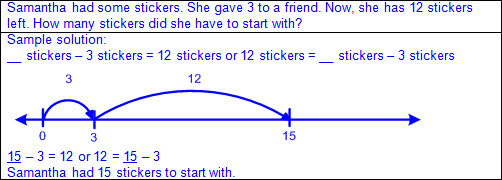 Samantha had some stickers. She gave 3 to a friend. Now, she has 12 stickers
left. How many stickers did she have to start with?
Sample solution:
__ stickers – 3 stickers = 12 stickers or 12 stickers = __ stickers – 3 stickers
3 12
0 3 15
15 – 3 = 12 or 12 = 15 – 3
Samantha had 15 stickers to start with.